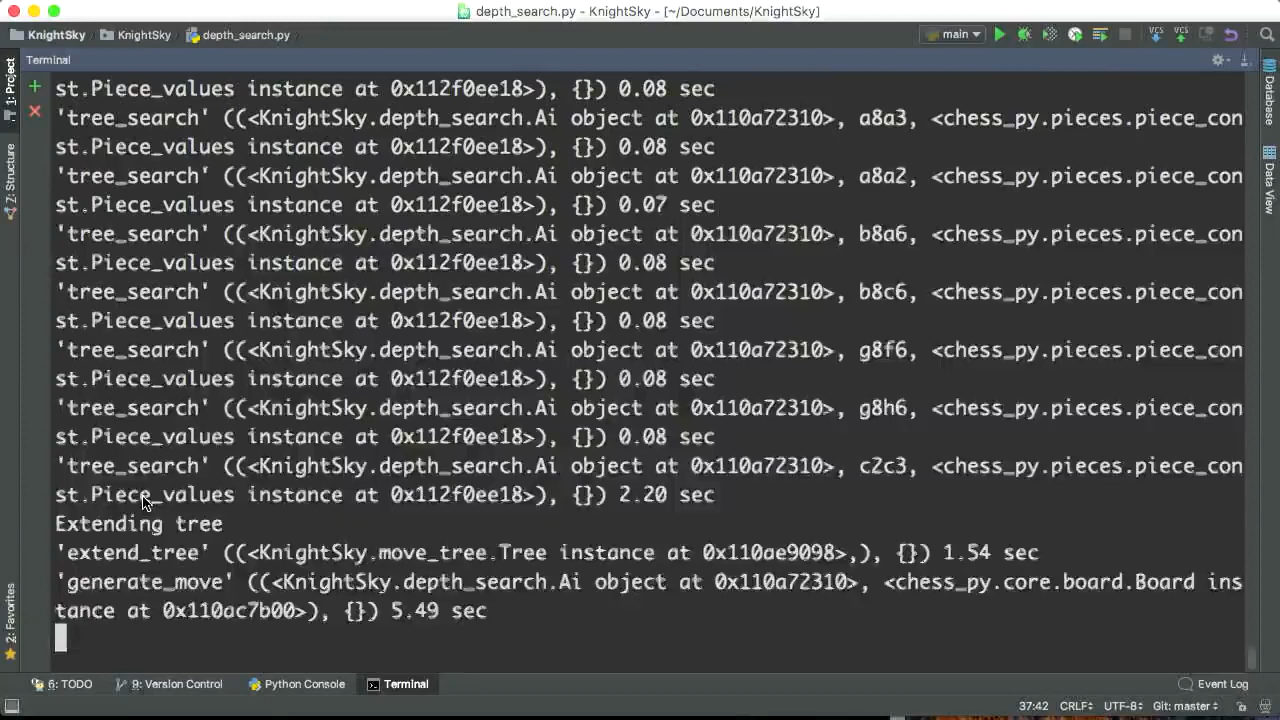 depth_search.py - KnightSky - [~/Documents/KnightSky]
KnightSky KnightSky depth_search.py main
Terminal
1: Project
Z: Structure
2: Favorites
Database
Data View
st.Piece_values instance at 0x112f0ee18>), {}) 0.08 sec
'tree_search' ((<KnightSky.depth_search.Ai object at 0x110a72310>, a8a3, <chess_py.pieces.piece_con
st.Piece_values instance at 0x112f0ee18>), {}) 0.08 sec
'tree_search' ((<KnightSky.depth_search.Ai object at 0x110a72310>, a8a2, <chess_py.pieces.piece_con
st.Piece_values instance at 0x112f0ee18>), {}) 0.07 sec
'tree_search' ((<KnightSky.depth_search.Ai object at 0x110a72310>, b8a6, <chess_py.pieces.piece_con
st.Piece_values instance at 0x112f0ee18>), {}) 0.08 sec
'tree_search' ((<KnightSky.depth_search.Ai object at 0x110a72310>, b8c6, <chess_py.pieces.piece_con
st.Piece_values instance at 0x112f0ee18>), {}) 0.08 sec
'tree_search' ((<KnightSky.depth_search.Ai object at 0x110a72310>, g8f6, <chess_py.pieces.piece_con
st.Piece_values instance at 0x112f0ee18>), {}) 0.08 sec
'tree_search' ((<KnightSky.depth_search.Ai object at 0x110a72310>, g8h6, <chess_py.pieces.piece_con
st.Piece_values instance at 0x112f0ee18>), {}) 0.08 sec
'tree_search' ((<KnightSky.depth_search.Ai object at 0x110a72310>, c2c3, <chess_py.pieces.piece_con
st.Piece_values instance at 0x112f0ee18>), {}) 2.20 sec
Extending tree
'extend_tree' ((<KnightSky.move_tree.Tree instance at 0x110ae9098>,), {}) 1.54 sec
'generate_move' ((<KnightSky.depth_search.Ai object at 0x110a72310>, <chess_py.core.board.Board ins
tance at 0x110ac7b00>), {}) 5.49 sec
6: TODO 9: Version Control Python Console Terminal Event Log
37:42 CRLF UTF-8 Git: master